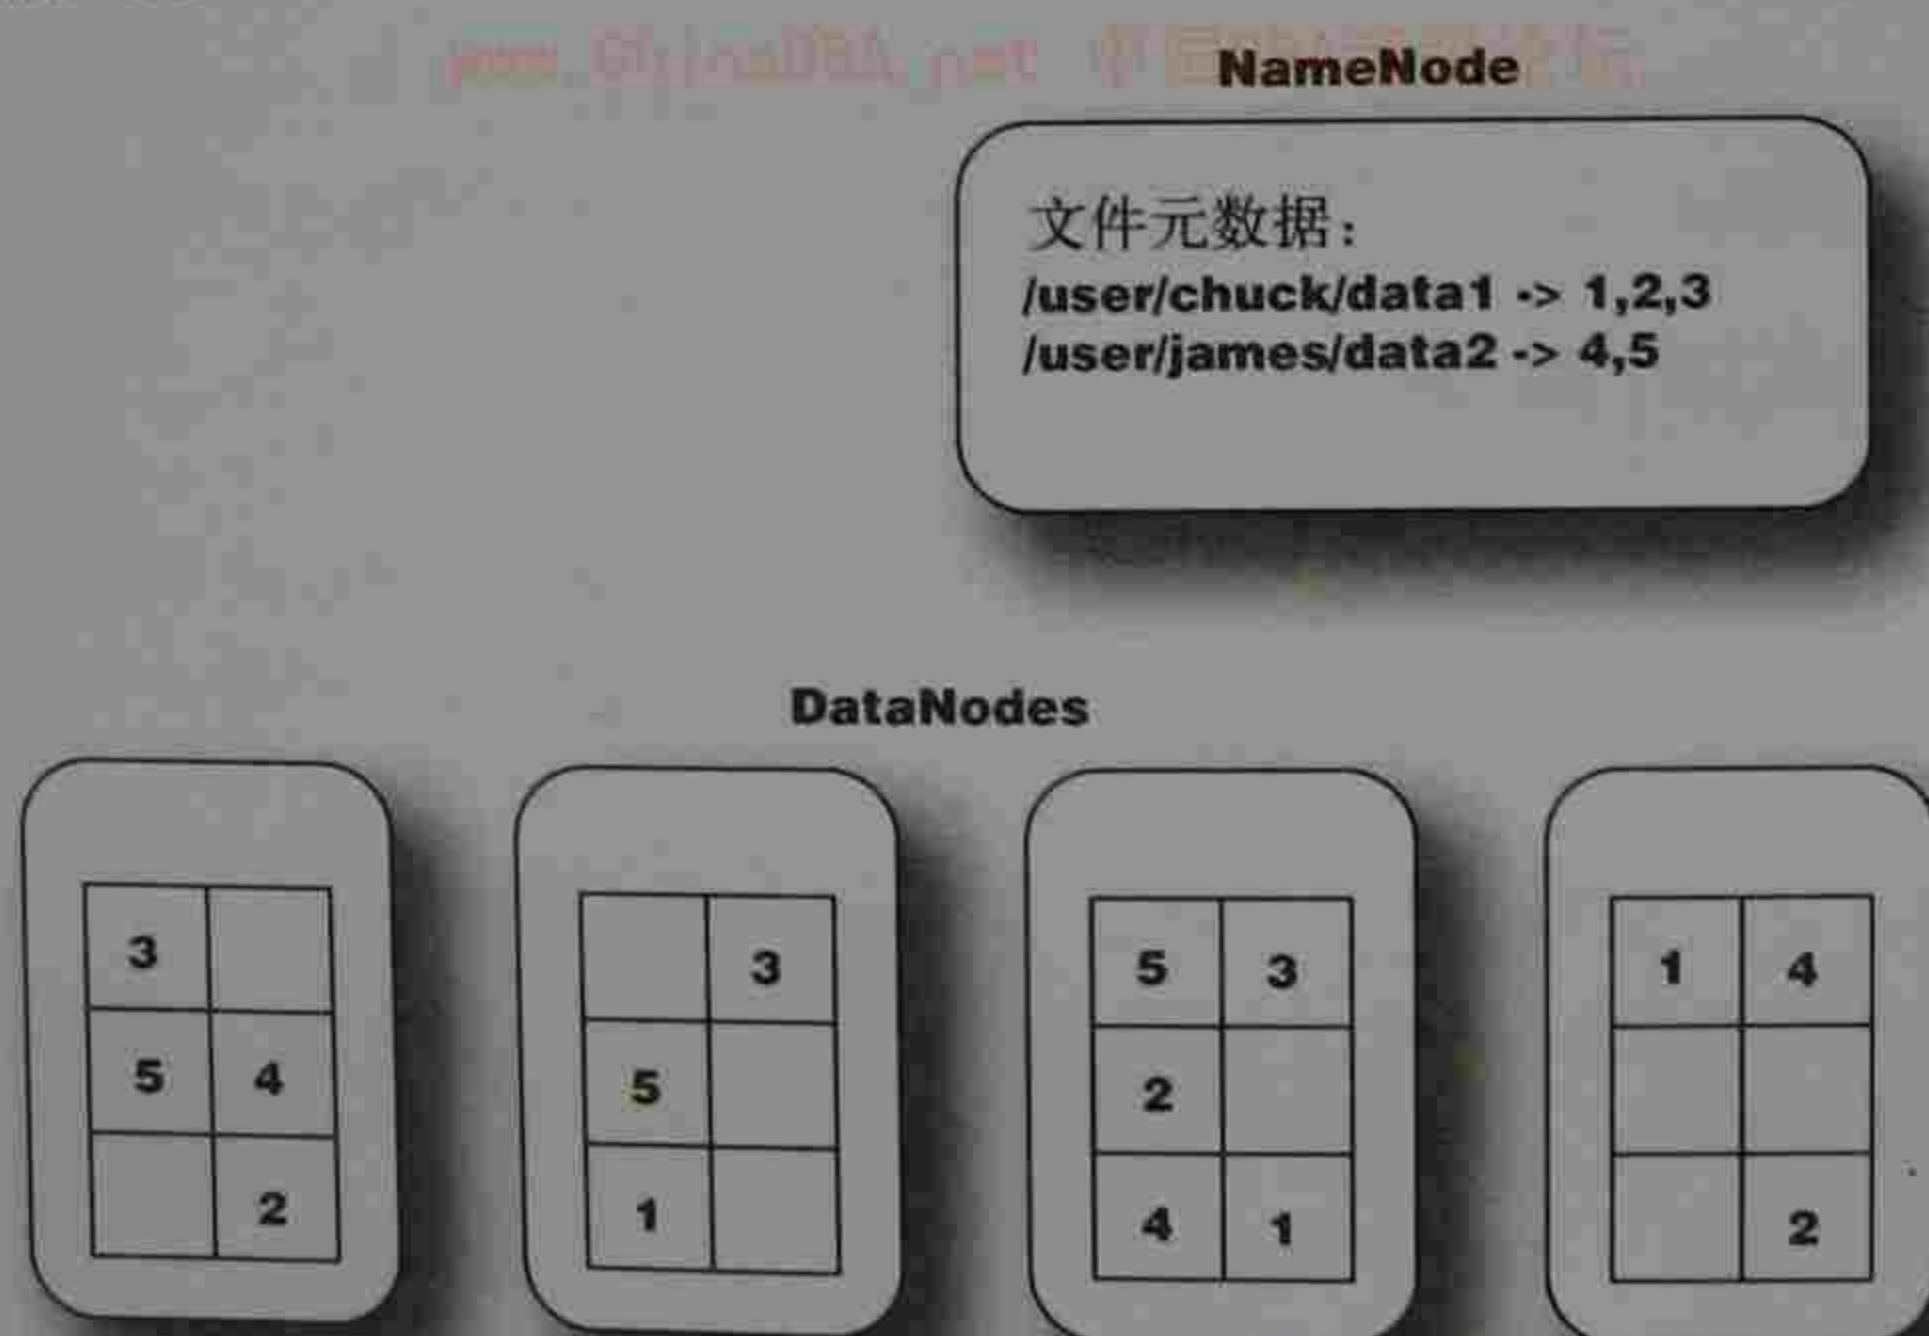 NameNode
文件元数据：
/user/chuck/data1 -> 1,2,3
/user/james/data2 -> 4,5
DataNodes
3
5 4
2
3
5
1
5 3
2
4 1
1 4
2